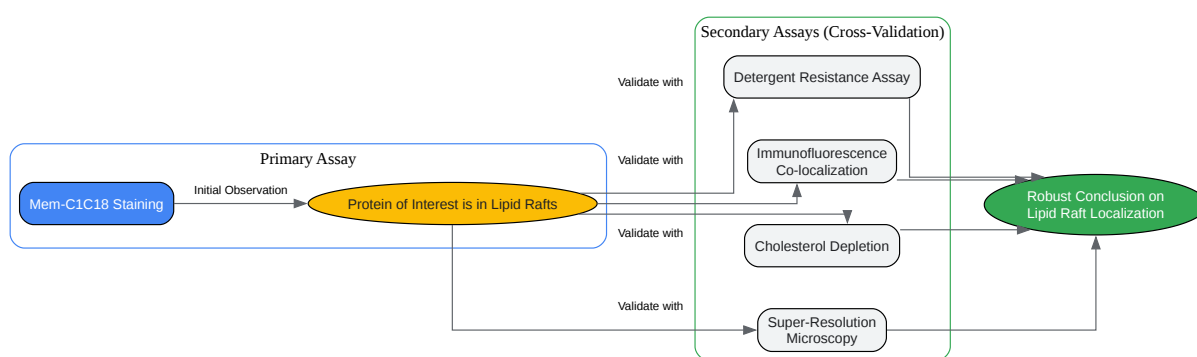 Secondary Assays (Cross-Validation)
Validate with
Detergent Resistance Assay
Primary Assay
Validate with
Immunofluorescence
Co-localization
Mem-C1C18 Staining
Initial Observation
Protein of Interest is in Lipid Rafts
Robust Conclusion on
Lipid Raft Localization
Validate with
Cholesterol Depletion
Validate with
Super-Resolution
Microscopy